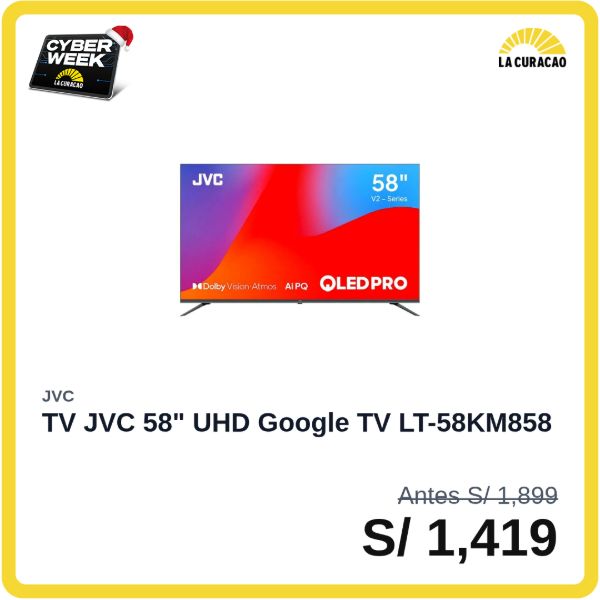 CYBER
WEEK
LA CURACAO
LA CURACAO
JVC
58"
V2 – Series
Dolby Vision·Atmos
Ai PQ
QLED PRO
JVC
TV JVC 58" UHD Google TV LT-58KM858
Antes S/ 1,899
S/ 1,419